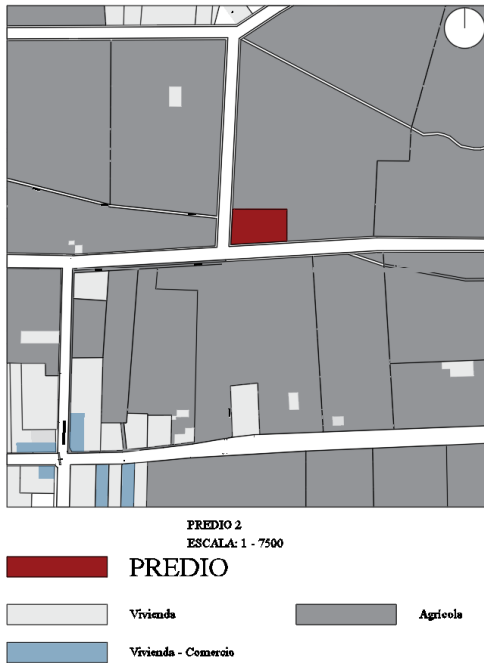 PREDIO 2
ESCALA: 1 - 7500
PREDIO
Vivienda
Agrícola
Vivienda - Comercio